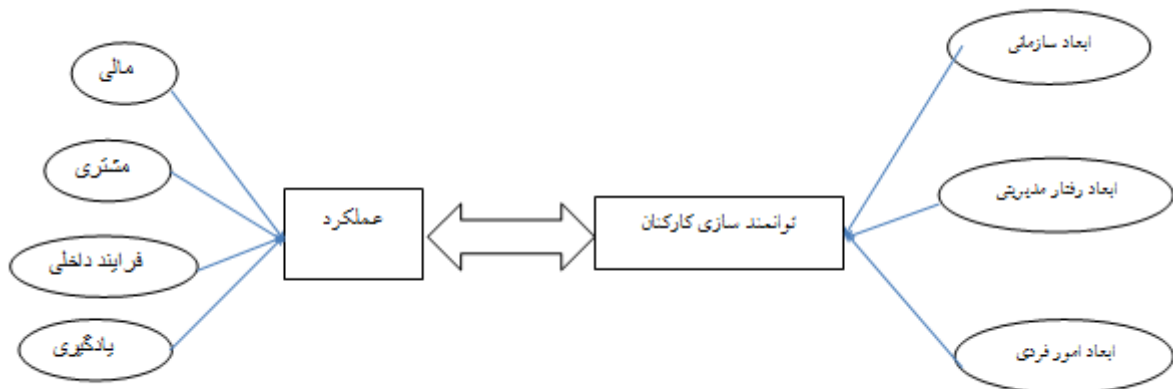 ابعاد سازمانی
مالی
مشتری
ابعاد رفتار مدیریتی
عملکرد
توانمند سازی کارکنان
فرایند داخلی
یادگیری
ابعاد امور فردی